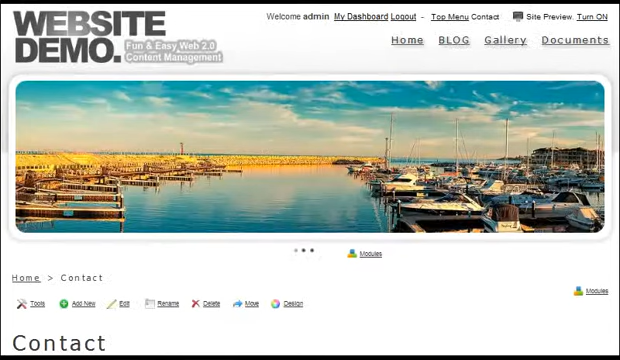 WEBSITE
DEMO.
Fun & Easy Web 2.0
Content Management
Welcome admin My Dashboard Logout - Top Menu Contact Site Preview. Turn ON
Home BLOG Gallery Documents
Modules
Home > Contact
Modules
Tools Add New Edit Rename Delete Move Design
Contact